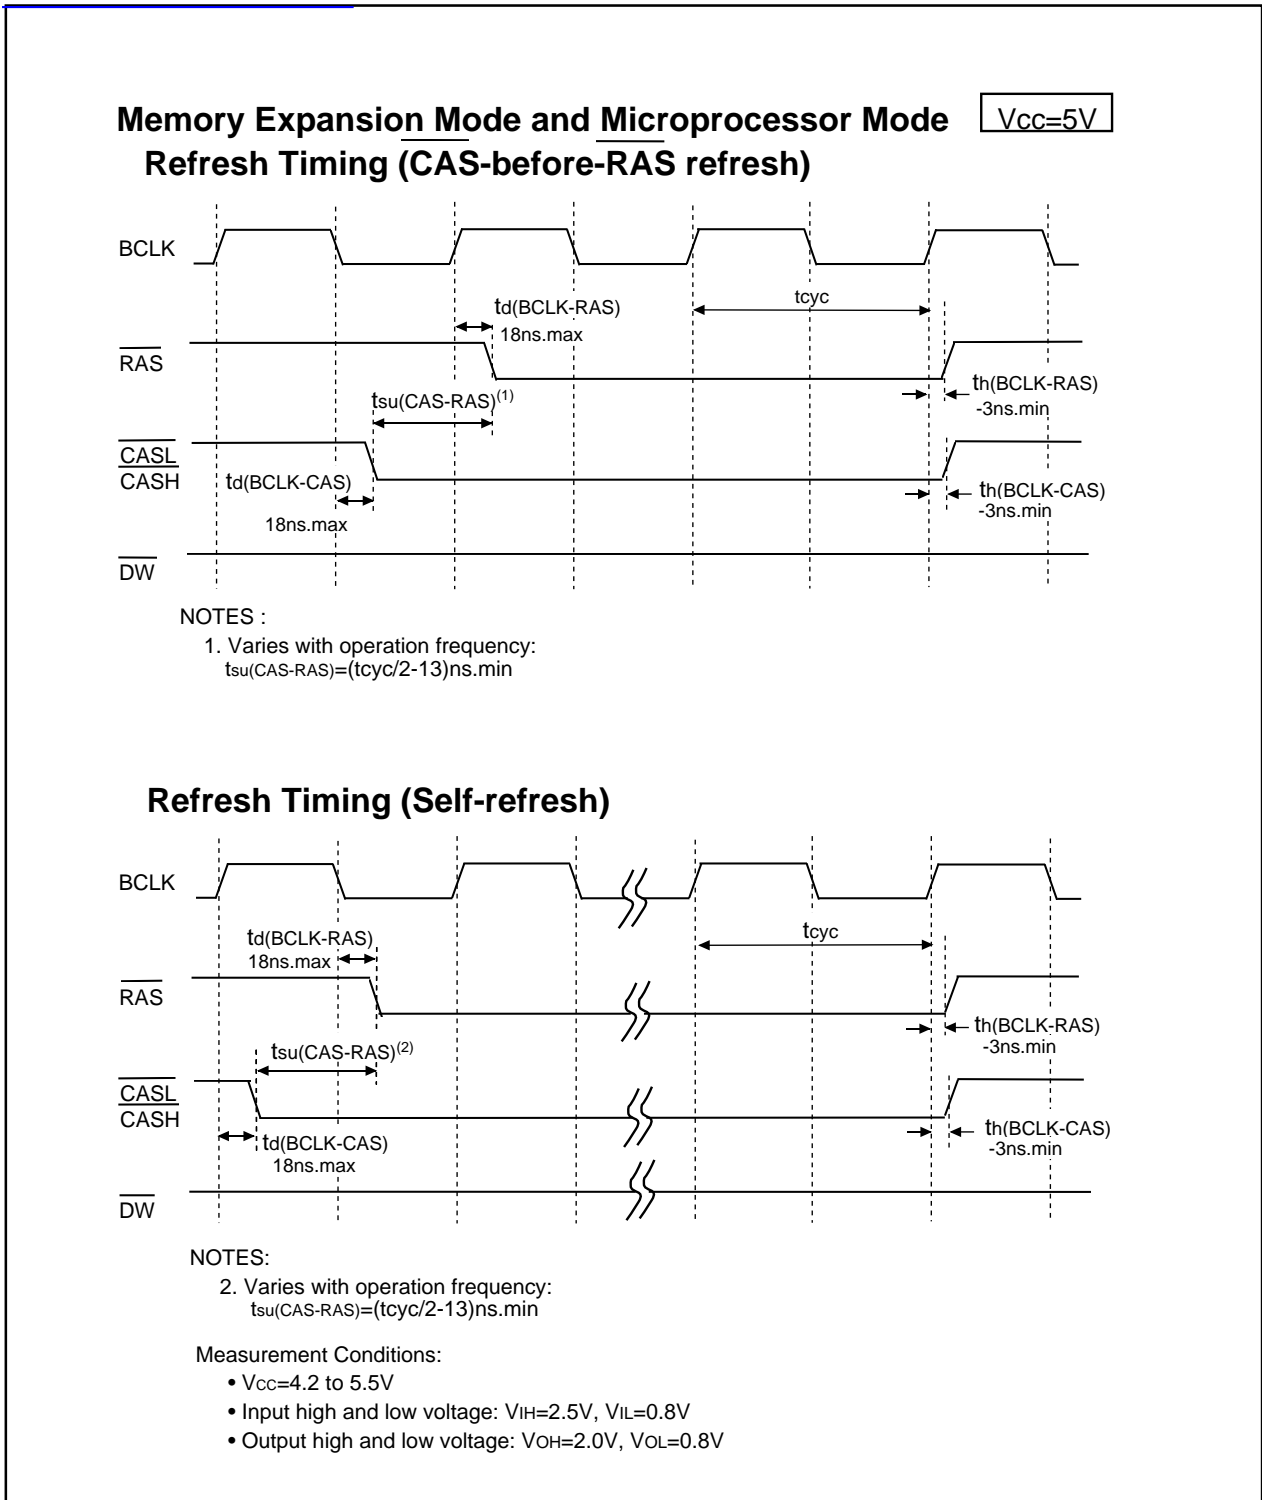 Memory Expansion Mode and Microprocessor Mode
Vcc=5V
Refresh Timing (CAS-before-RAS refresh)
BCLK
tcyc
td(BCLK-RAS)
18ns.max
RAS
th(BCLK-RAS)
-3ns.min
tsu(CAS-RAS)(1)
CASL
CASH
td(BCLK-CAS)
18ns.max
th(BCLK-CAS)
-3ns.min
DW
NOTES :
1. Varies with operation frequency:
tsu(CAS-RAS)=(tcyc/2-13)ns.min
Refresh Timing (Self-refresh)
BCLK
td(BCLK-RAS)
18ns.max
tcyc
RAS
th(BCLK-RAS)
-3ns.min
tsu(CAS-RAS)(2)
CASL
CASH
td(BCLK-CAS)
18ns.max
th(BCLK-CAS)
-3ns.min
DW
NOTES:
2. Varies with operation frequency:
tsu(CAS-RAS)=(tcyc/2-13)ns.min
Measurement Conditions:
• VCC=4.2 to 5.5V
• Input high and low voltage: VIH=2.5V, VIL=0.8V
• Output high and low voltage: VOH=2.0V, VOL=0.8V